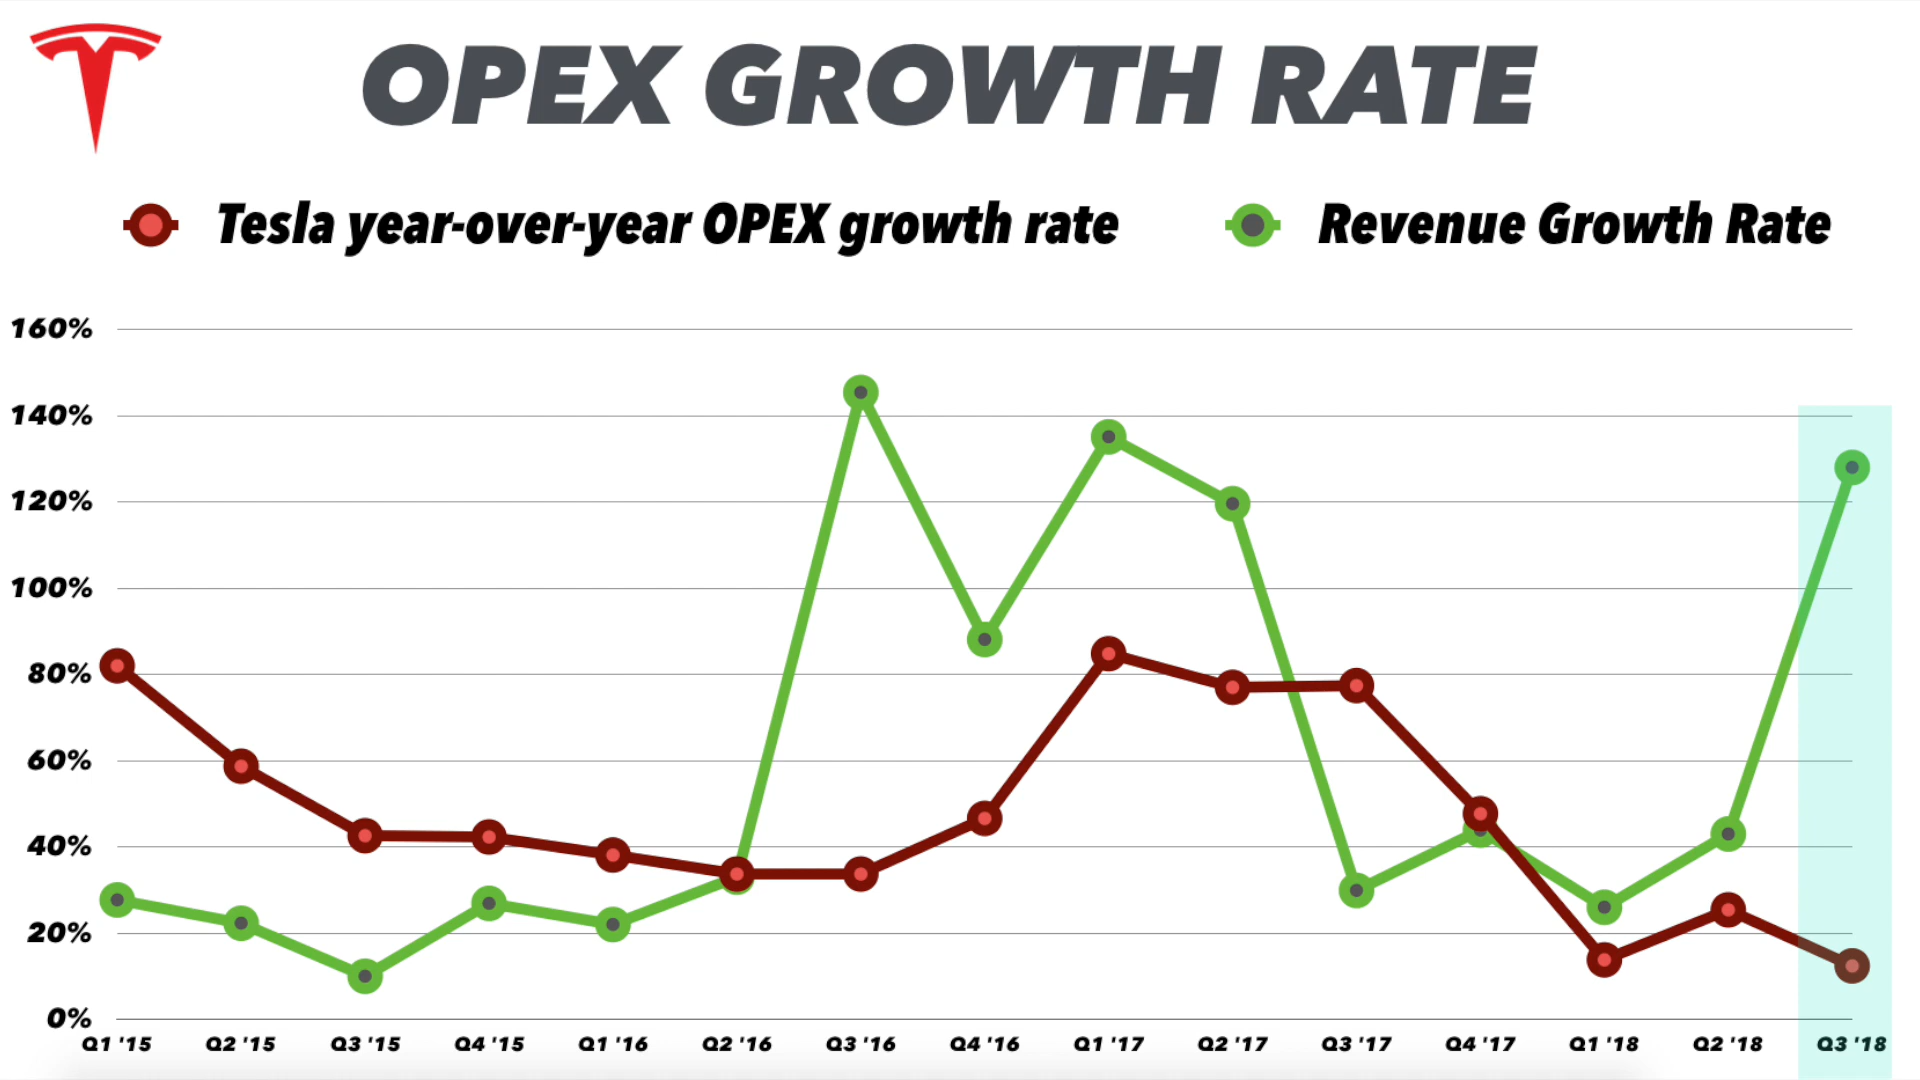 OPEX GROWTH RATE
Tesla year-over-year OPEX growth rate
Revenue Growth Rate
160%
140%
120%
100%
80%
60%
40%
20%
0%
Q1 '15 Q2 '15 Q3 '15 Q4 '15 Q1 '16 Q2 '16 Q3 '16 Q4 '16 Q1 '17 Q2 '17 Q3 '17 Q4 '17 Q1 '18 Q2 '18 Q3 '18